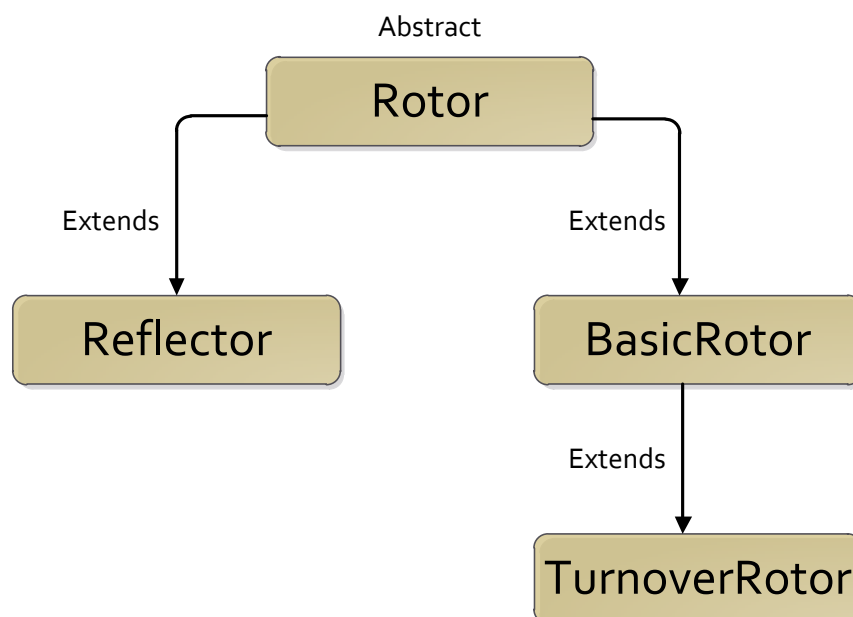 Abstract
Rotor
Extends
Extends
Reflector
BasicRotor
Extends
TurnoverRotor